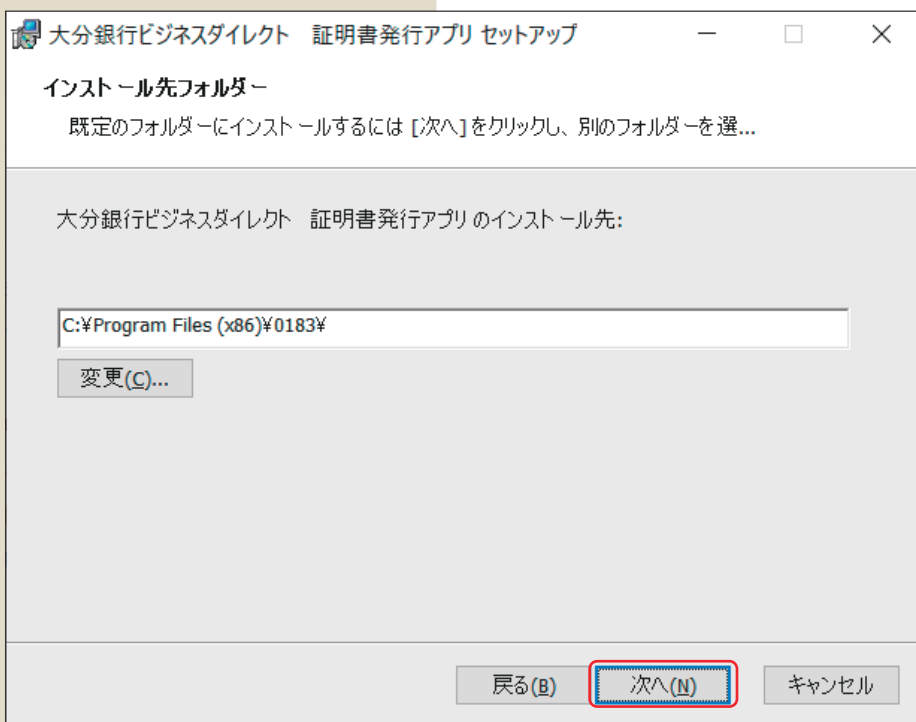 大分銀行ビジネスダイレクト　証明書発行アプリ セットアップ
インストール先フォルダー
既定のフォルダーにインストールするには [次へ] をクリックし、別のフォルダーを選...
大分銀行ビジネスダイレクト　証明書発行アプリ のインストール先:
C:¥Program Files (x86)¥0183¥
変更(C)...
戻る(B)
次へ(N)
キャンセル